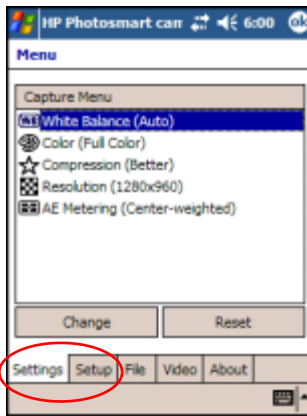 HP Photosmart cam 6:00 ok
Menu
Capture Menu
White Balance (Auto)
Color (Full Color)
Compression (Better)
Resolution (1280x960)
AE Metering (Center-weighted)
Change Reset
Settings Setup File Video About